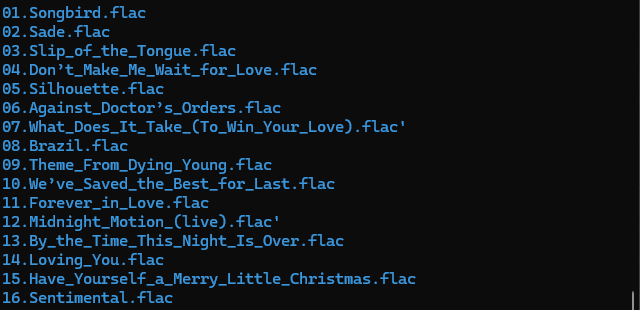 01.Songbird.flac
02.Sade.flac
03.Slip_of_the_Tongue.flac
04.Don’t_Make_Me_Wait_for_Love.flac
05.Silhouette.flac
06.Against_Doctor’s_Orders.flac
07.What_Does_It_Take_(To_Win_Your_Love).flac'
08.Brazil.flac
09.Theme_From_Dying_Young.flac
10.We’ve_Saved_the_Best_for_Last.flac
11.Forever_in_Love.flac
12.Midnight_Motion_(live).flac'
13.By_the_Time_This_Night_Is_Over.flac
14.Loving_You.flac
15.Have_Yourself_a_Merry_Little_Christmas.flac
16.Sentimental.flac